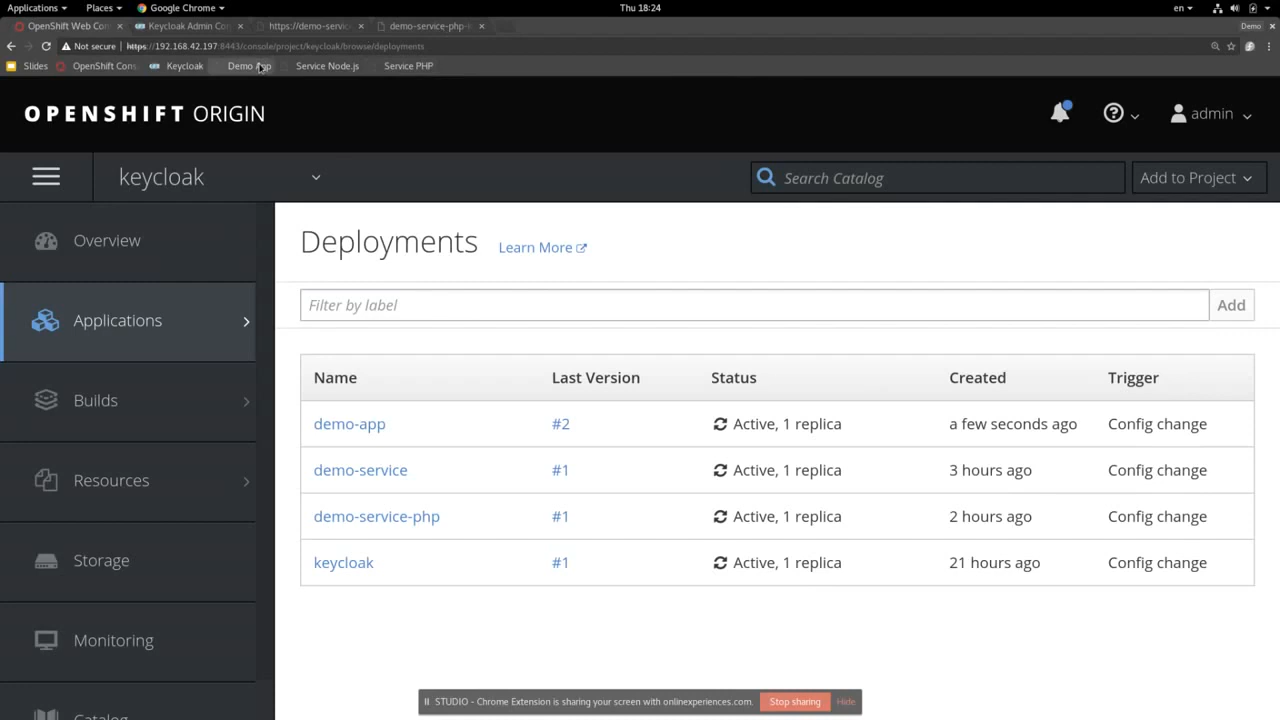 Applications Places Google Chrome Thu 18:24 en
OpenShift Web Con Keycloak Admin Co https://demo-servic demo-service-php-s Demo
Not secure https://192.168.42.197:8443/console/project/keycloak/browse/deployments
Slides OpenShift Cons Keycloak Demo App Service Node.js Service PHP
OPENSHIFT ORIGIN admin
keycloak Search Catalog Add to Project
Overview
Applications
Builds
Resources
Storage
Monitoring
Catalog
Deployments Learn More
Filter by label Add
Name Last Version Status Created Trigger
demo-app #2 Active, 1 replica a few seconds ago Config change
demo-service #1 Active, 1 replica 3 hours ago Config change
demo-service-php #1 Active, 1 replica 2 hours ago Config change
keycloak #1 Active, 1 replica 21 hours ago Config change
STUDIO - Chrome Extension is sharing your screen with onlinexperiences.com. Stop sharing Hide